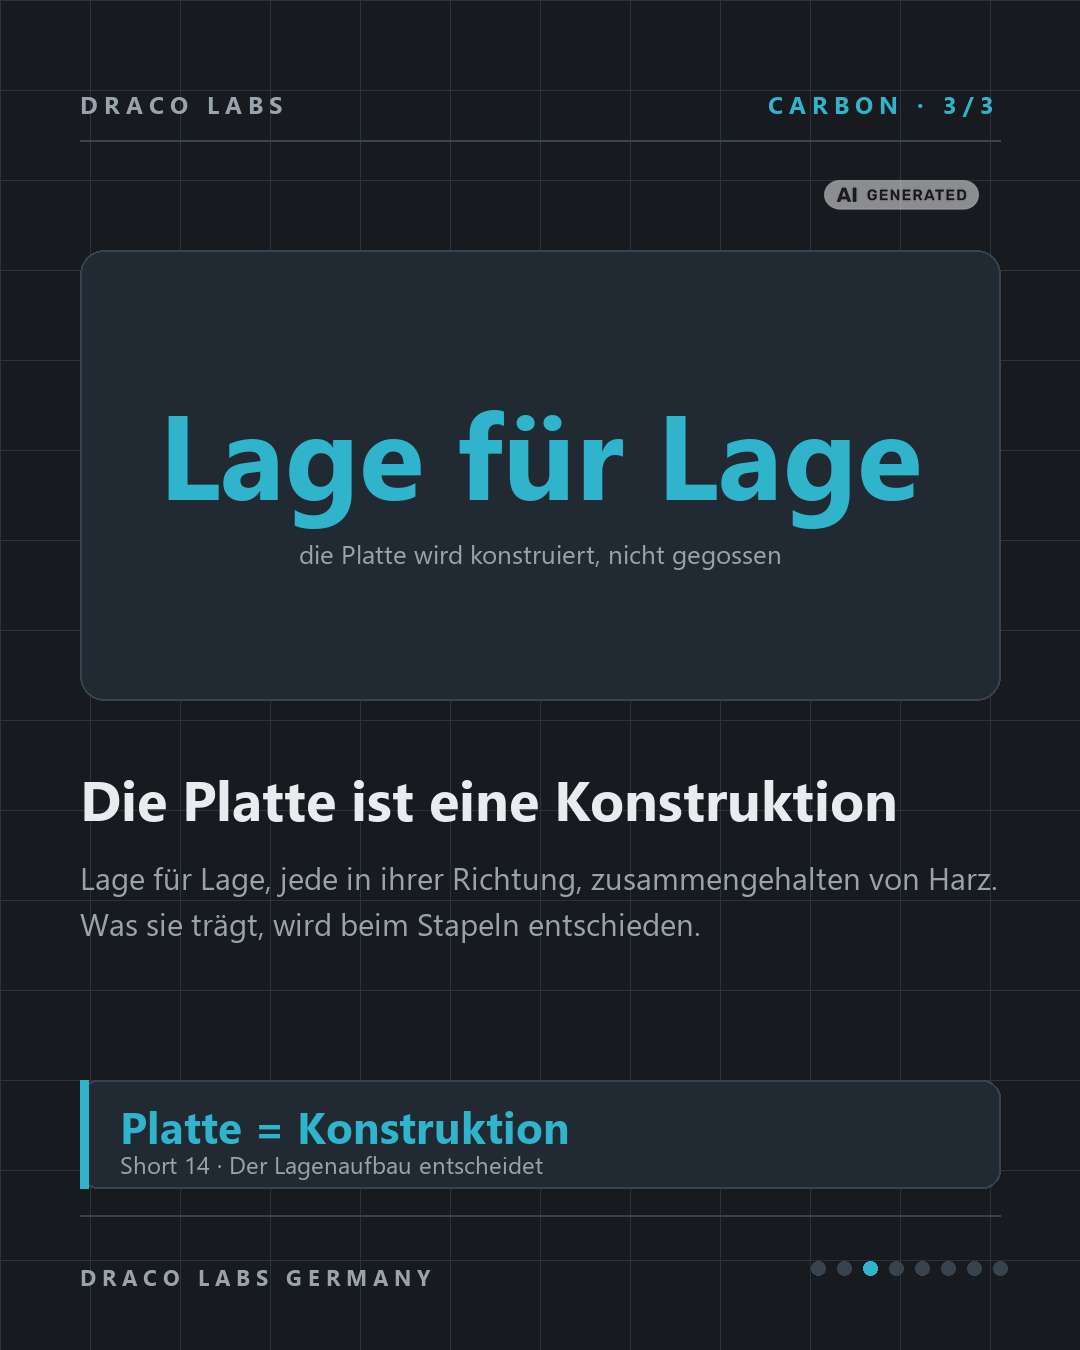 DRACO LABS
CARBON · 3/3
AI GENERATED
Lage für Lage
die Platte wird konstruiert, nicht gegossen
Die Platte ist eine Konstruktion
Lage für Lage, jede in ihrer Richtung, zusammengehalten von Harz.
Was sie trägt, wird beim Stapeln entschieden.
Platte = Konstruktion
Short 14 · Der Lagenaufbau entscheidet
DRACO LABS GERMANY